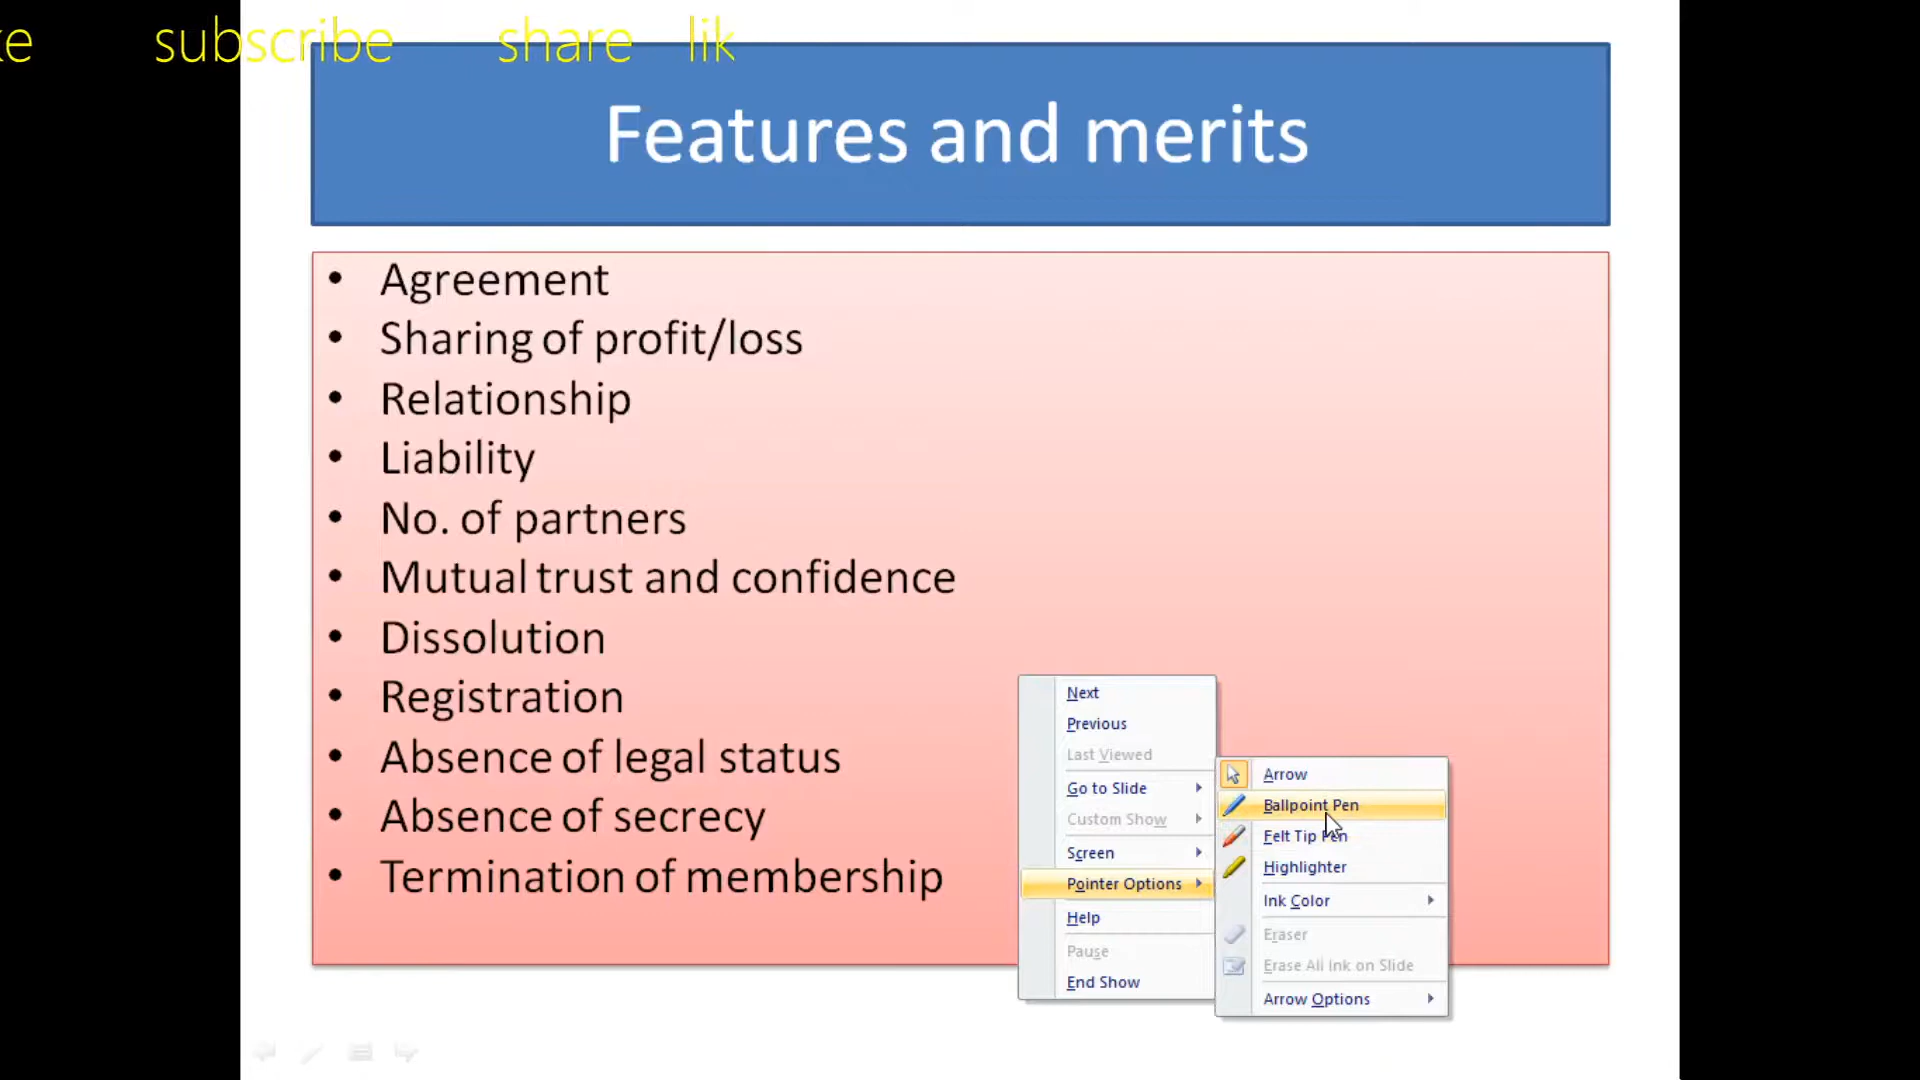 ke subscribe share lik
Features and merits
• Agreement
• Sharing of profit/loss
• Relationship
• Liability
• No. of partners
• Mutual trust and confidence
• Dissolution
• Registration
• Absence of legal status
• Absence of secrecy
• Termination of membership
Next
Previous
Last Viewed
Go to Slide
Custom Show
Screen
Pointer Options
Help
Pause
End Show
Arrow
Ballpoint Pen
Felt Tip Pen
Highlighter
Ink Color
Eraser
Erase All Ink on Slide
Arrow Options